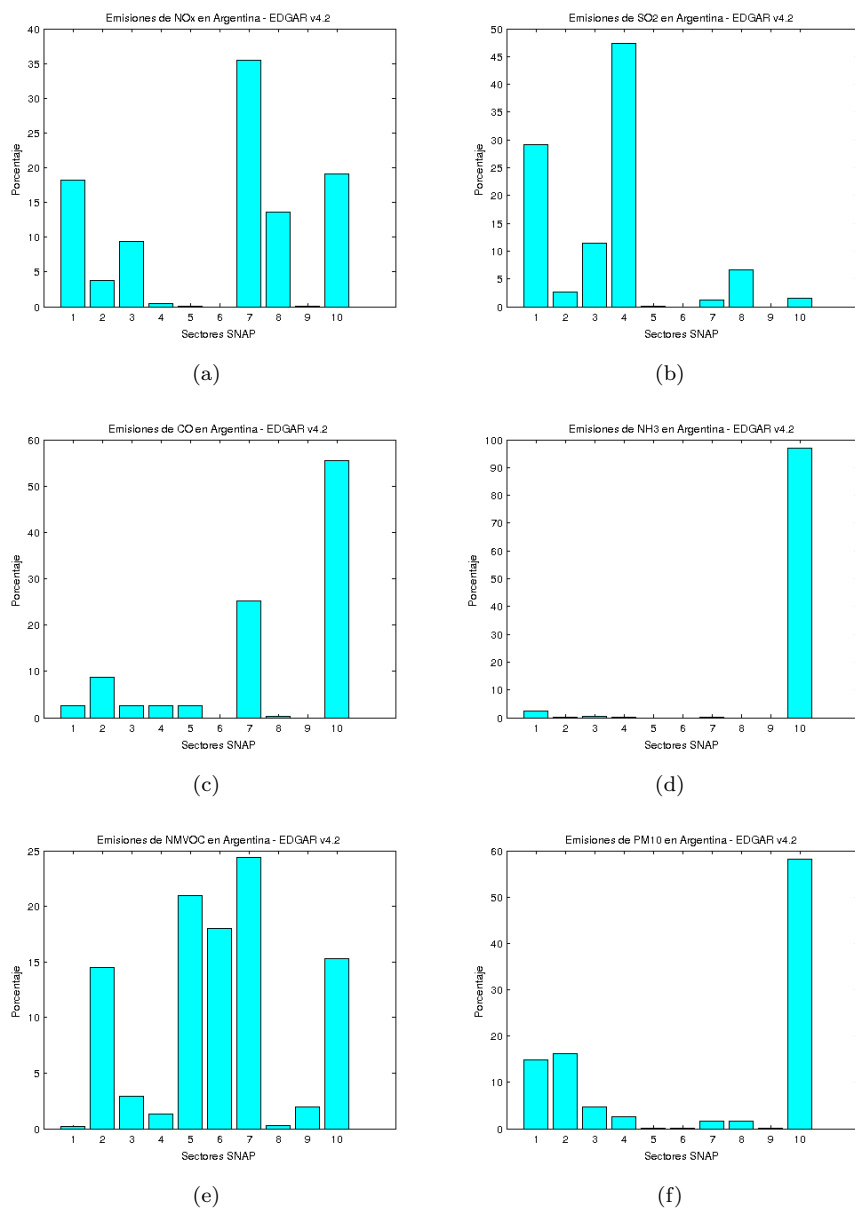 Emisiones de NOx en Argentina - EDGAR v4.2
40
35
30
25
20
15
10
5
0
Porcentaje
1 2 3 4 5 6 7 8 9 10
Sectores SNAP
(a)
Emisiones de SO2 en Argentina - EDGAR v4.2
50
45
40
35
30
25
20
15
10
5
0
Porcentaje
1 2 3 4 5 6 7 8 9 10
Sectores SNAP
(b)
Emisiones de CO en Argentina - EDGAR v4.2
60
50
40
30
20
10
0
Porcentaje
1 2 3 4 5 6 7 8 9 10
Sectores SNAP
(c)
Emisiones de NH3 en Argentina - EDGAR v4.2
100
90
80
70
60
50
40
30
20
10
0
Porcentaje
1 2 3 4 5 6 7 8 9 10
Sectores SNAP
(d)
Emisiones de NMVOC en Argentina - EDGAR v4.2
25
20
15
10
5
0
Porcentaje
1 2 3 4 5 6 7 8 9 10
Sectores SNAP
(e)
Emisiones de PM10 en Argentina - EDGAR v4.2
60
50
40
30
20
10
0
Porcentaje
1 2 3 4 5 6 7 8 9 10
Sectores SNAP
(f)